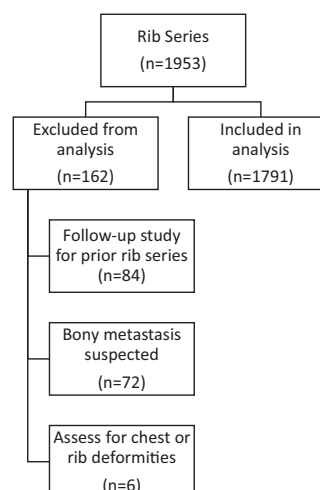 Rib Series
(n=1953)
Excluded from
analysis
(n=162)
Included in
analysis
(n=1791)
Follow-up study
for prior rib series
(n=84)
Bony metastasis
suspected
(n=72)
Assess for chest or
rib deformities
(n=6)